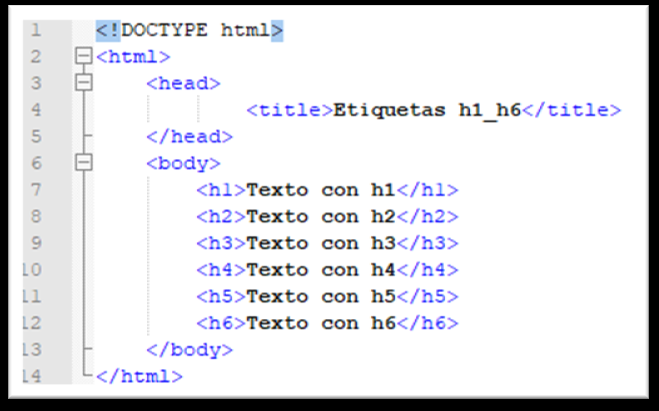 1 <!DOCTYPE html>
2 <html>
3 <head>
4 <title>Etiquetas h1_h6</title>
5 </head>
6 <body>
7 <h1>Texto con h1</h1>
8 <h2>Texto con h2</h2>
9 <h3>Texto con h3</h3>
10 <h4>Texto con h4</h4>
11 <h5>Texto con h5</h5>
12 <h6>Texto con h6</h6>
13 </body>
14 </html>